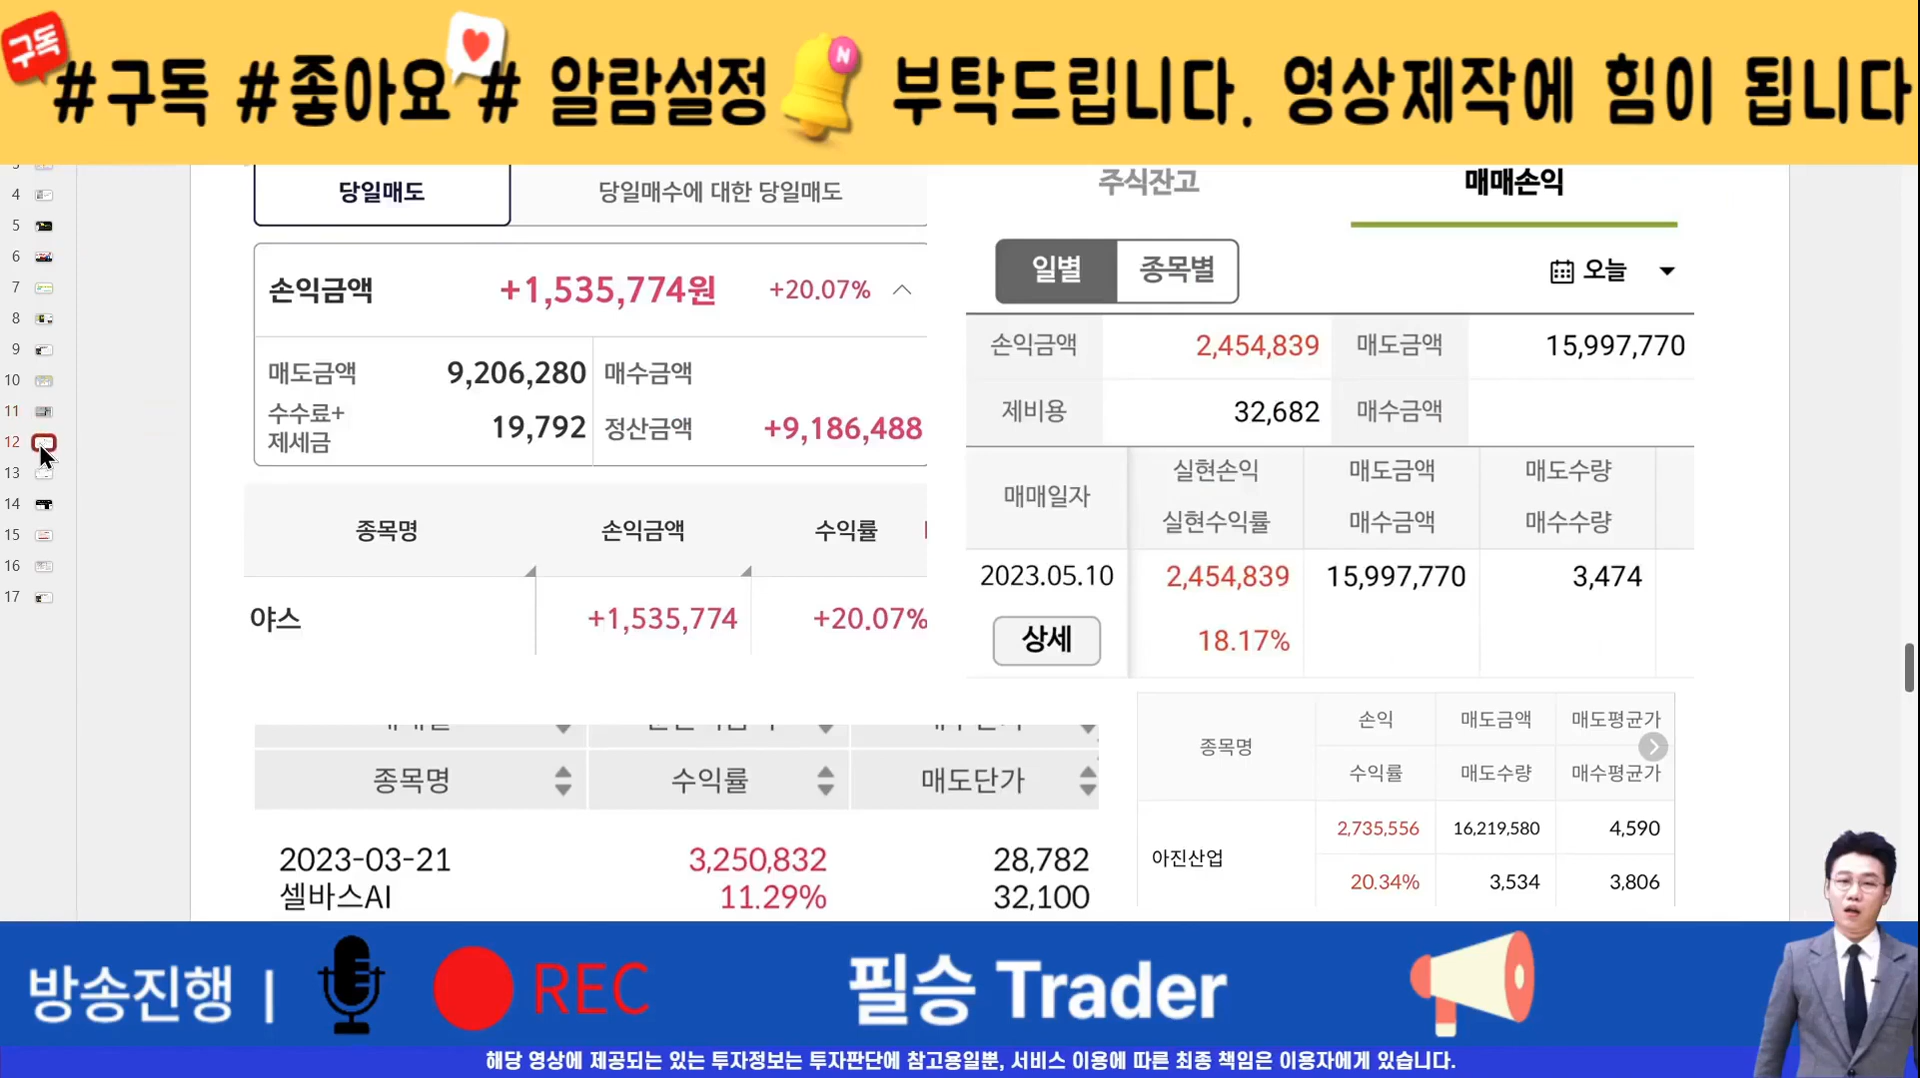 구독
#구독 #좋아요 # 알람설정 N 부탁드립니다. 영상제작에 힘이 됩니다
4
5
6
7
8
9
10
11
12
13
14
15
16
17
당일매도 당일매수에 대한 당일매도
손익금액 +1,535,774원 +20.07%
매도금액 9,206,280 매수금액
수수료+
제세금 19,792 정산금액 +9,186,488
종목명 손익금액 수익률
야스 +1,535,774 +20.07%
주식잔고 매매손익
일별 종목별 오늘
손익금액 2,454,839 매도금액 15,997,770
제비용 32,682 매수금액
매매일자 실현손익 매도금액 매도수량
실현수익률 매수금액 매수수량
2023.05.10 2,454,839 15,997,770 3,474
상세 18.17%
종목명 수익률 매도단가
2023-03-21 3,250,832 28,782
셀바스AI 11.29% 32,100
종목명 손익 매도금액 매도평균가
수익률 매도수량 매수평균가
아진산업 2,735,556 16,219,580 4,590
20.34% 3,534 3,806
방송진행 | REC 필승 Trader
해당 영상에 제공되는 있는 투자정보는 투자판단에 참고용일뿐, 서비스 이용에 따른 최종 책임은 이용자에게 있습니다.